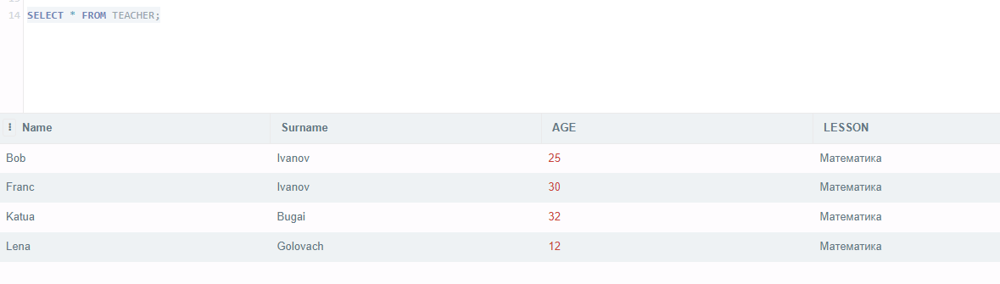 14 SELECT * FROM TEACHER;
Name Surname AGE LESSON
Bob Ivanov 25 Математика
Franc Ivanov 30 Математика
Katua Bugai 32 Математика
Lena Golovach 12 Математика